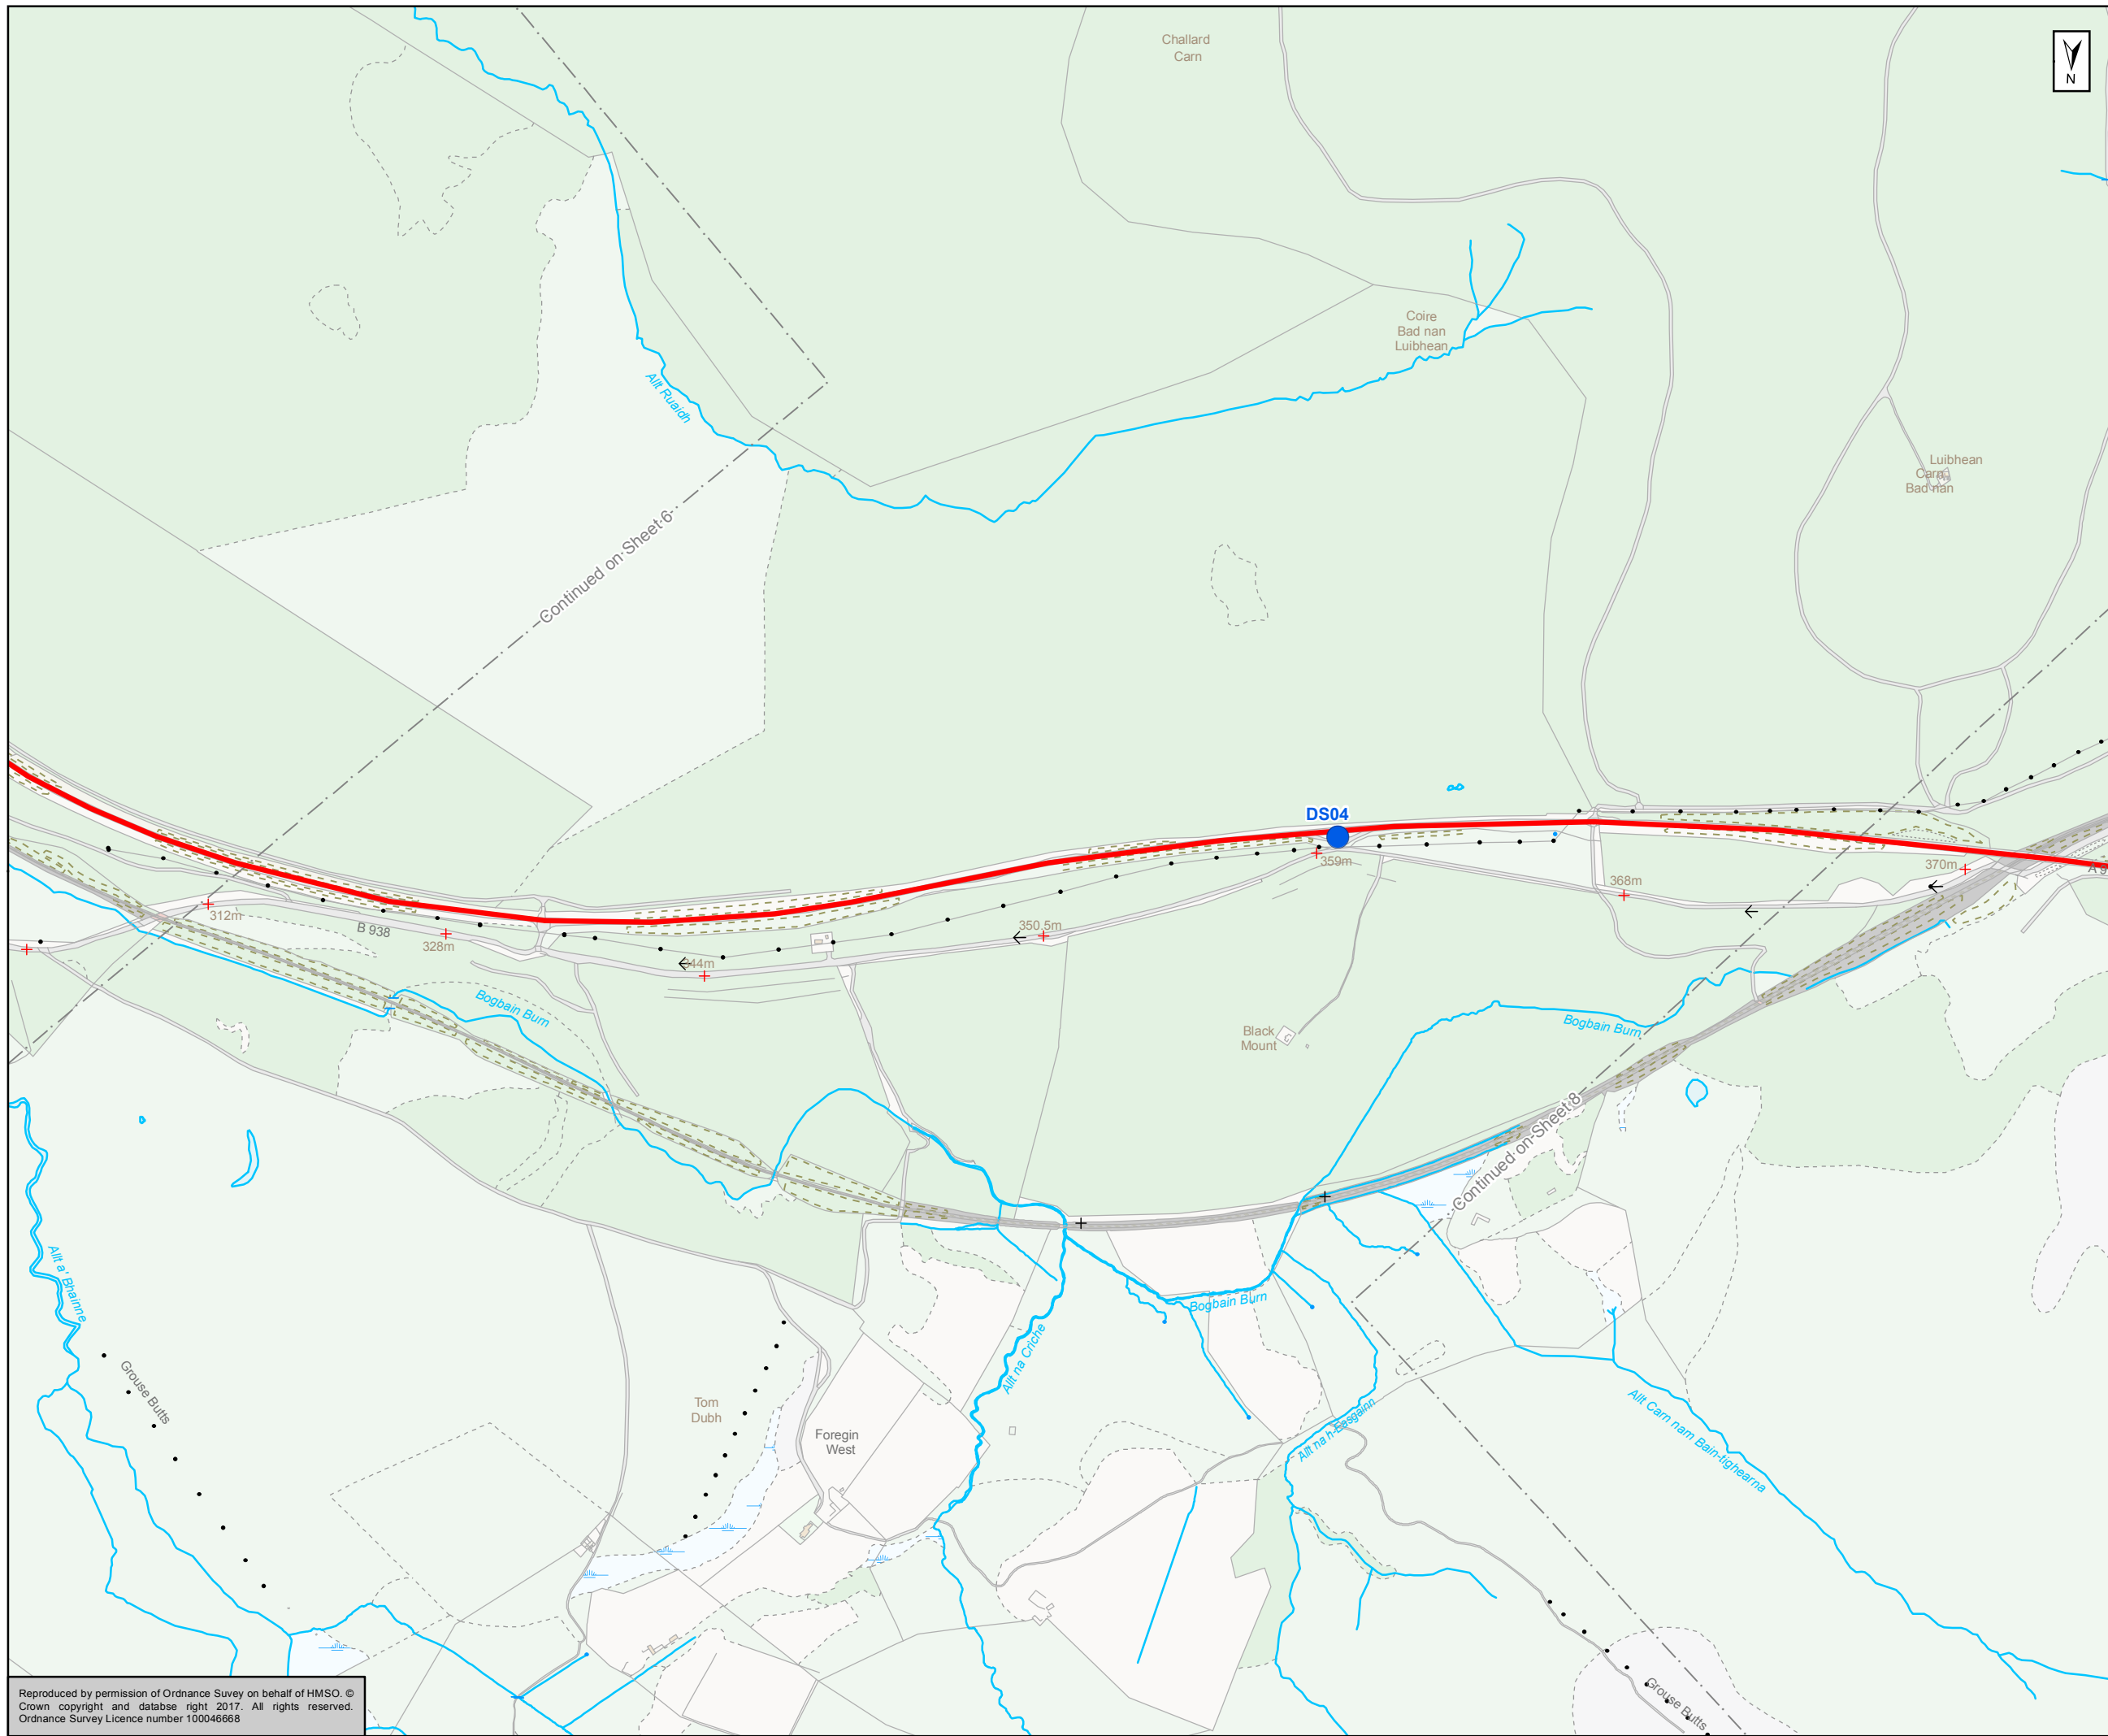 Challard
Carn
N
Coire
Bad nan
Luibhean
Allt Ruaidh
Luibhean
Carn
Bad nan
Continued on Sheet 6
DS04
359m
370m
A 9
368m
312m
B 938
328m
350.5m
344m
Bogbain Burn
Black
Mount
Bogbain Burn
Continued on Sheet 8
Allt a' Bhainne
Bogbain Burn
Allt na Criche
Grouse Butts
Tom
Dubh
Foregin
West
Allt na h-Easgainn
Allt Carn nam Bain-tighearna
Grouse Butts
Reproduced by permission of Ordnance Suvey on behalf of HMSO. ©
Crown copyright and databse right 2017. All rights reserved.
Ordnance Survey Licence number 100046668